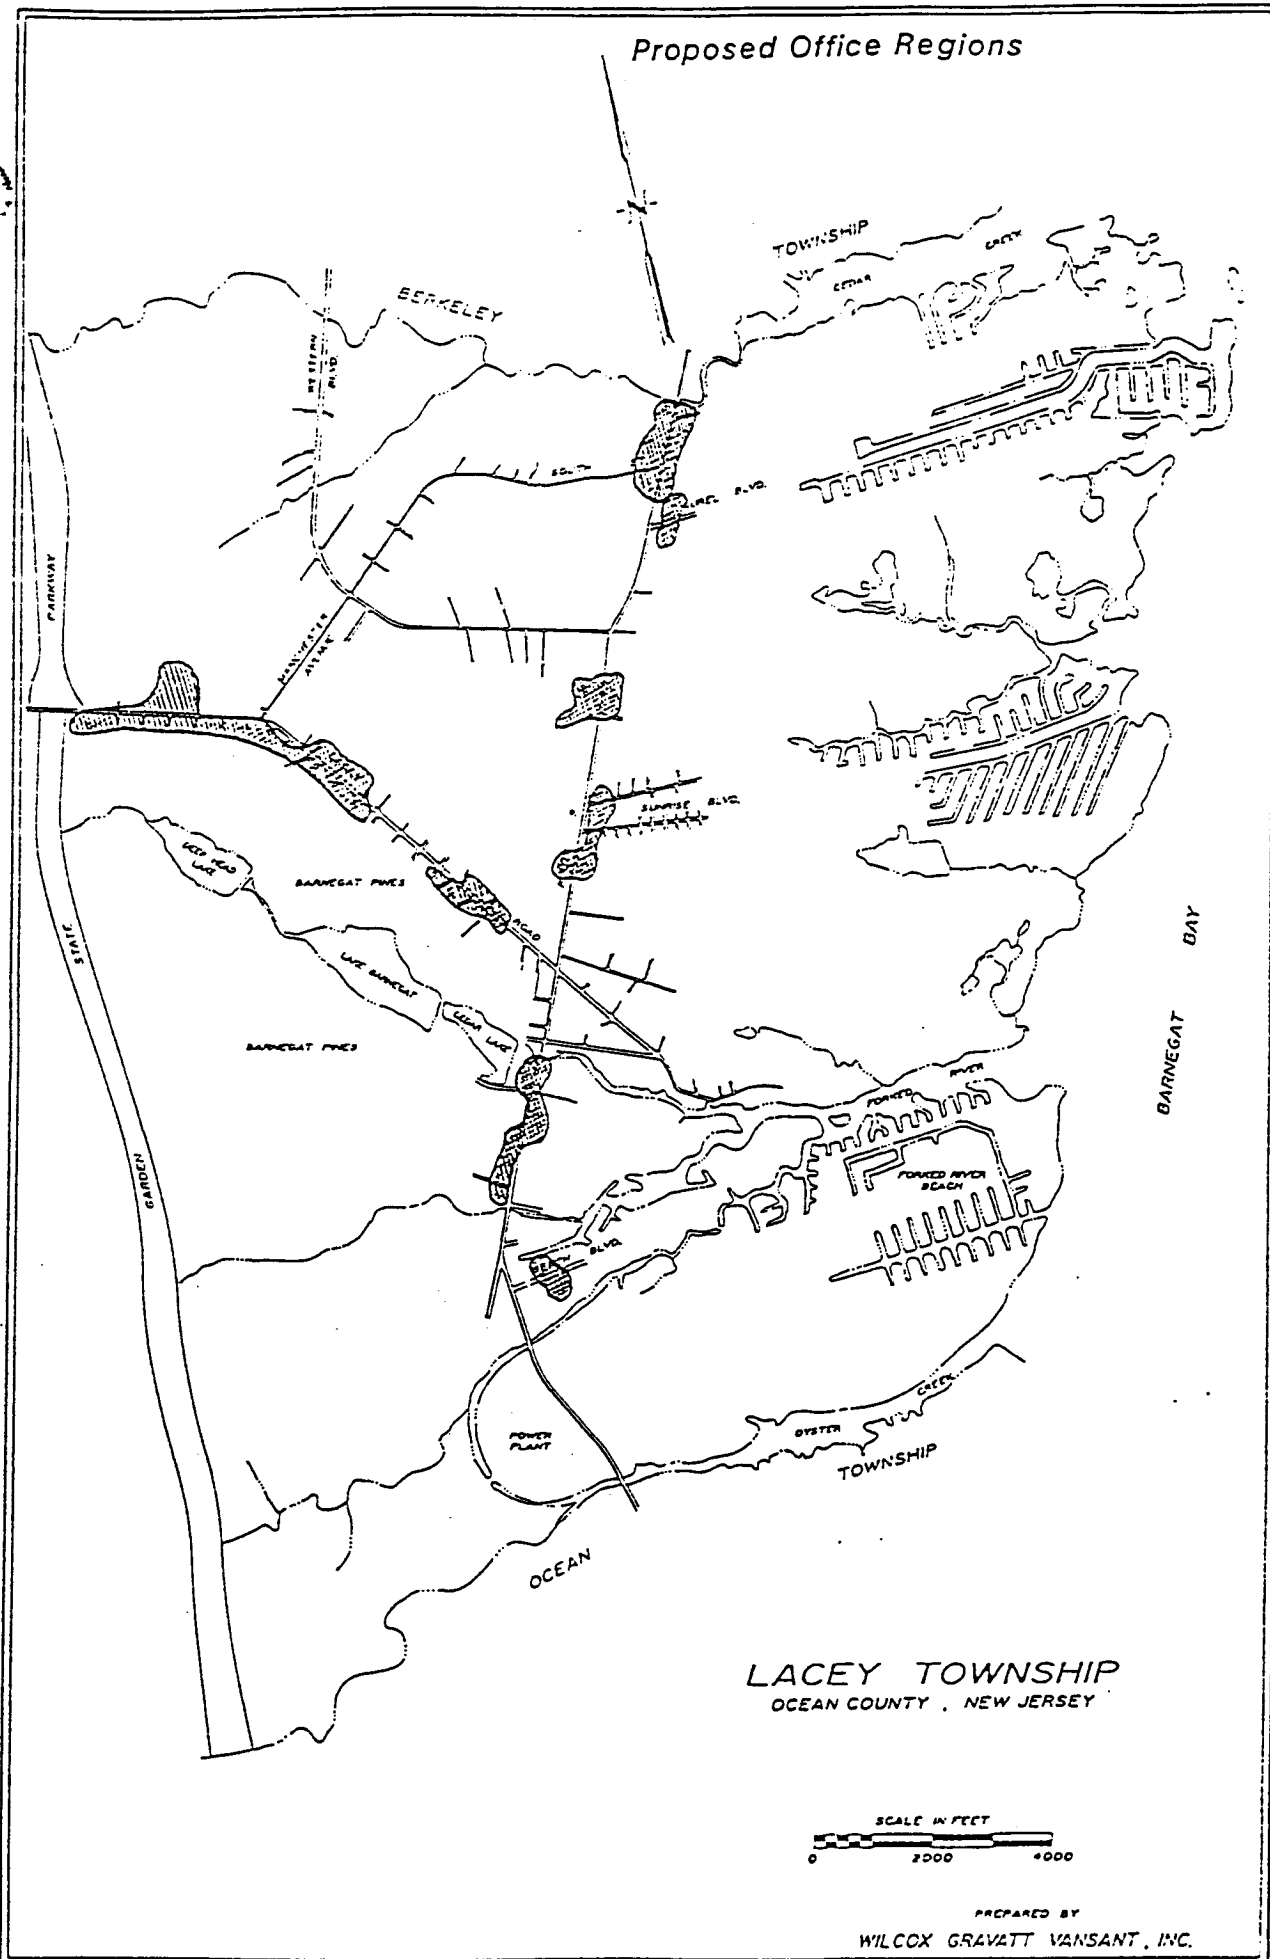 Proposed Office Regions
TOWNSHIP
CREEK
CEDAR
BERKELEY
WESTERN
BLVD.
SOUTH
BLVD.
PARKWAY
MANCHESTER
AVENUE
SUNRISE BLVD.
DEER HEAD
LAKE
BARNEGAT PINES
ROAD
STATE
LAKE BARNEGAT
BAY
BARNEGAT
CEDAR
LAKE
BARNEGAT PINES
RIVER
FORKED
GARDEN
FORKED RIVER
BEACH
BLVD.
CREEK
OYSTER
POWER
PLANT
TOWNSHIP
OCEAN
LACEY TOWNSHIP
OCEAN COUNTY , NEW JERSEY
SCALE IN FEET
0 2000 4000
PREPARED BY
WILCOX GRAVATT VANSANT, INC.